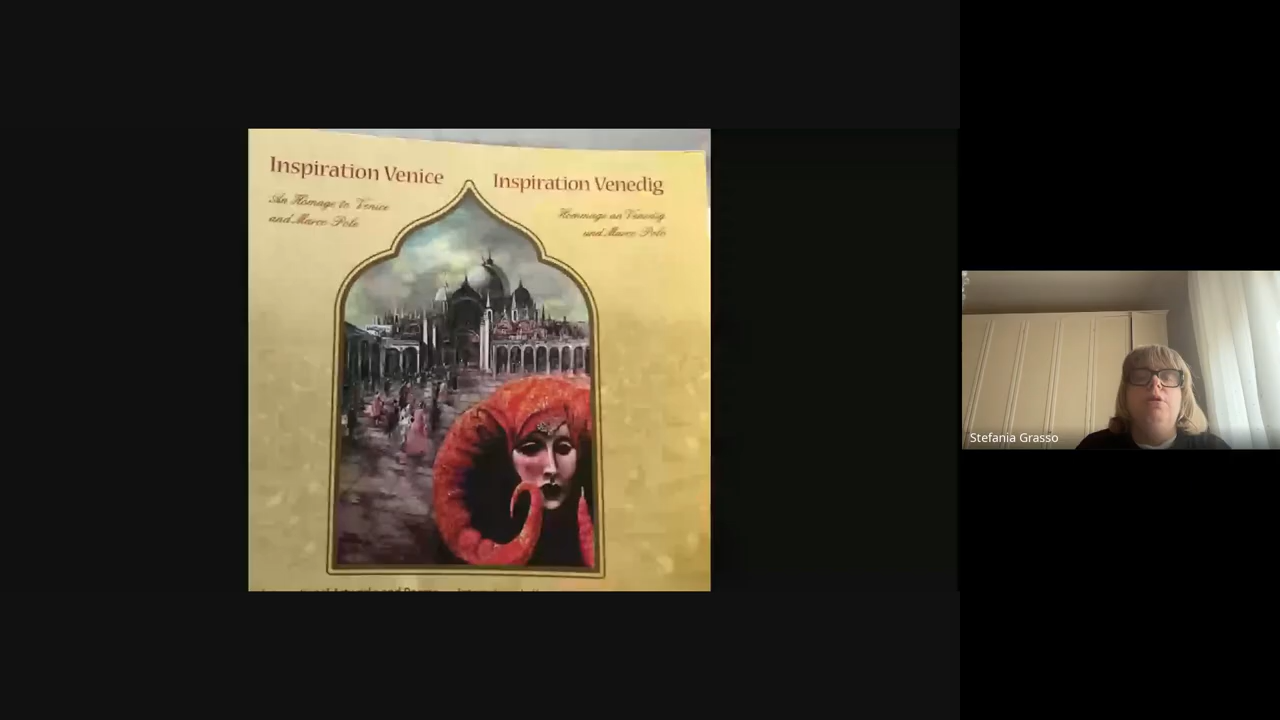 Inspiration Venice
An Homage to Venice
and Marco Polo
Inspiration Venedig
Hommage an Venedig
und Marco Polo
Stefania Grasso